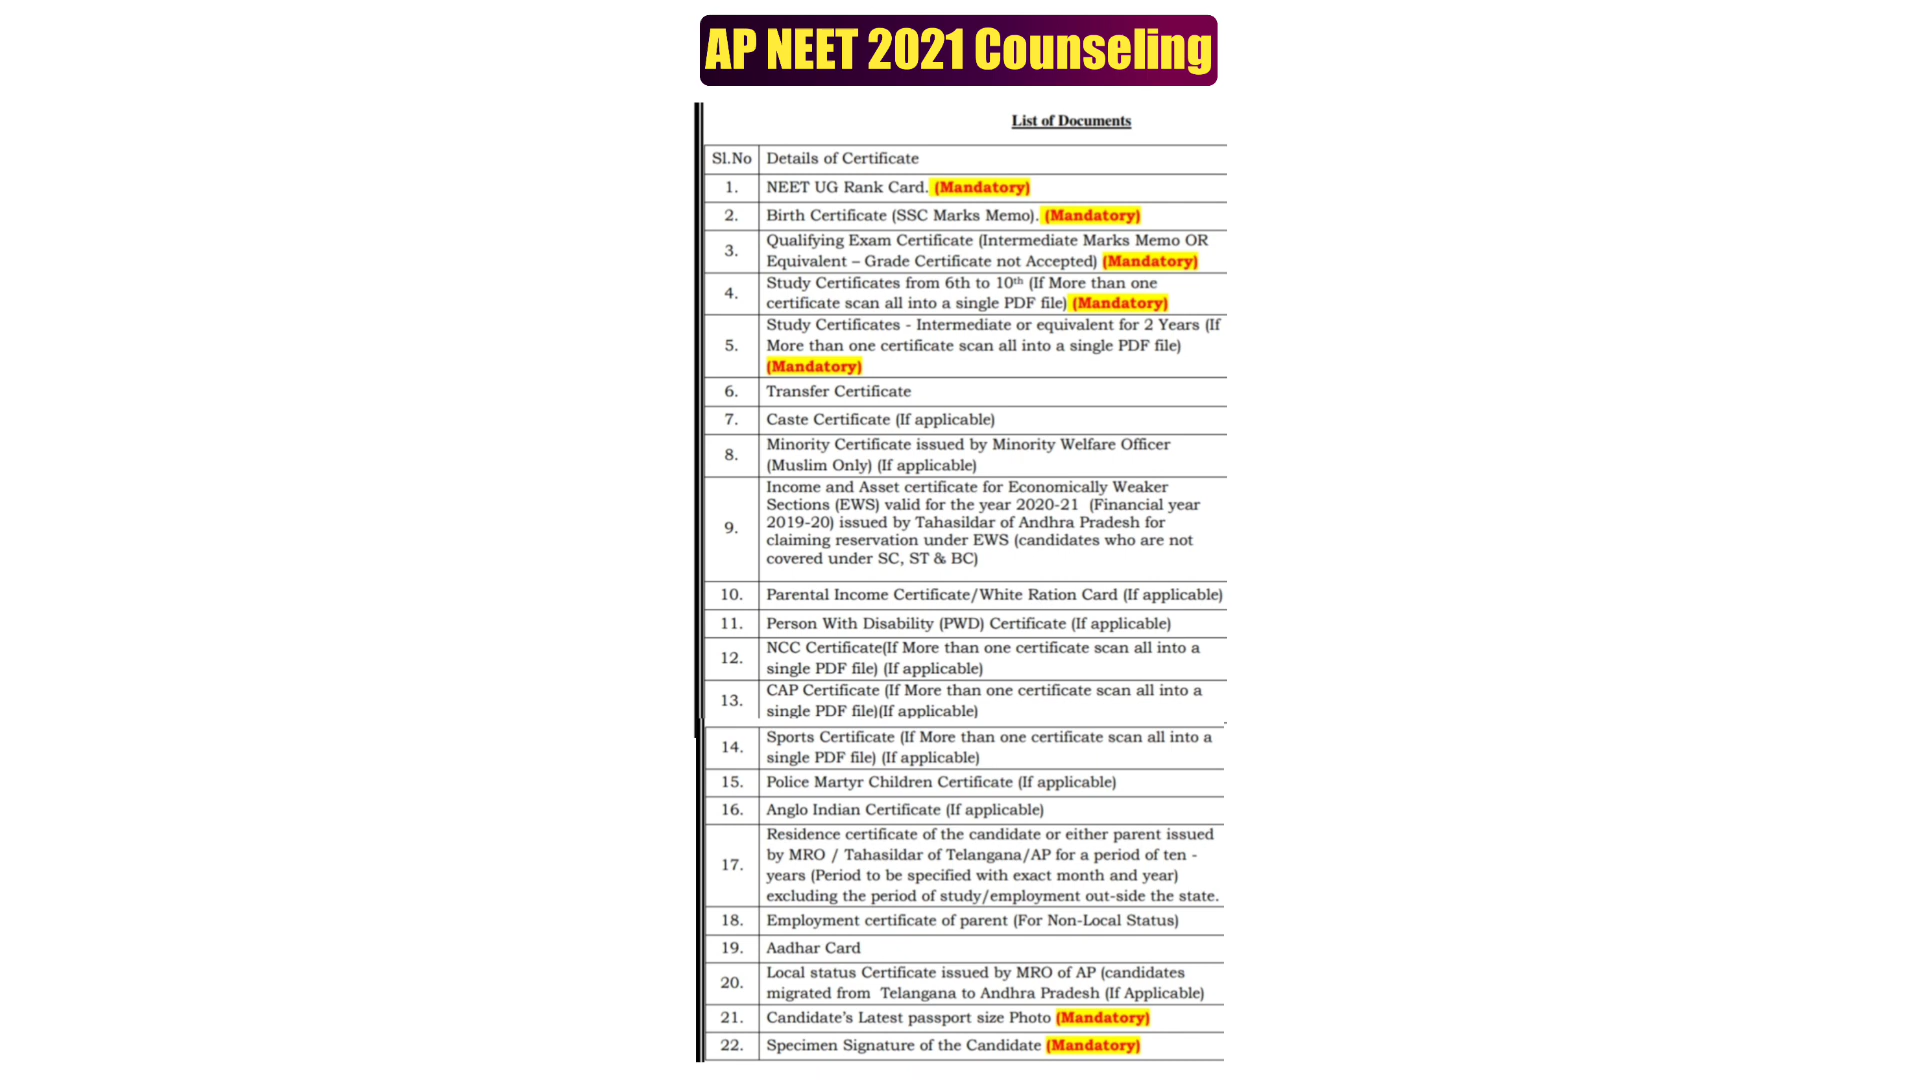 AP NEET 2021 Counseling
List of Documents
Sl.No Details of Certificate
1. NEET UG Rank Card. (Mandatory)
2. Birth Certificate (SSC Marks Memo). (Mandatory)
3. Qualifying Exam Certificate (Intermediate Marks Memo OR
Equivalent – Grade Certificate not Accepted) (Mandatory)
4. Study Certificates from 6th to 10th (If More than one
certificate scan all into a single PDF file) (Mandatory)
5. Study Certificates - Intermediate or equivalent for 2 Years (If
More than one certificate scan all into a single PDF file)
(Mandatory)
6. Transfer Certificate
7. Caste Certificate (If applicable)
8. Minority Certificate issued by Minority Welfare Officer
(Muslim Only) (If applicable)
9. Income and Asset certificate for Economically Weaker
Sections (EWS) valid for the year 2020-21 (Financial year
2019-20) issued by Tahasildar of Andhra Pradesh for
claiming reservation under EWS (candidates who are not
covered under SC, ST & BC)
10. Parental Income Certificate/White Ration Card (If applicable)
11. Person With Disability (PWD) Certificate (If applicable)
12. NCC Certificate(If More than one certificate scan all into a
single PDF file) (If applicable)
13. CAP Certificate (If More than one certificate scan all into a
single PDF file)(If applicable)
14. Sports Certificate (If More than one certificate scan all into a
single PDF file) (If applicable)
15. Police Martyr Children Certificate (If applicable)
16. Anglo Indian Certificate (If applicable)
17. Residence certificate of the candidate or either parent issued
by MRO / Tahasildar of Telangana/AP for a period of ten -
years (Period to be specified with exact month and year)
excluding the period of study/employment out-side the state.
18. Employment certificate of parent (For Non-Local Status)
19. Aadhar Card
20. Local status Certificate issued by MRO of AP (candidates
migrated from Telangana to Andhra Pradesh (If Applicable)
21. Candidate's Latest passport size Photo (Mandatory)
22. Specimen Signature of the Candidate (Mandatory)